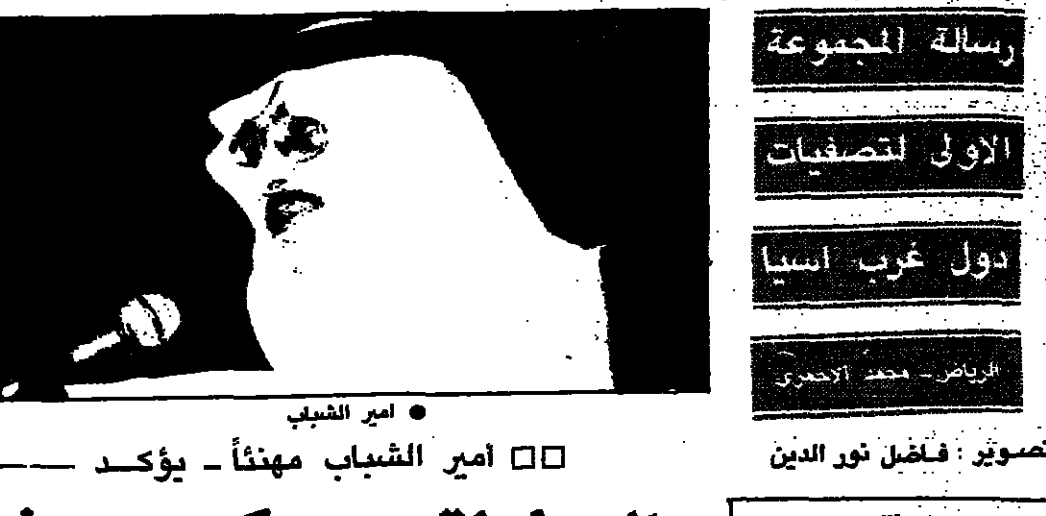 رسالة المجموعة
الاولى لتصفيات
دول غرب اسيا
الرياض - محمد الاحمري
تصوير : فاضل نور الدين
● امير الشباب
□□ أمير الشباب مهنئاً - يؤكد